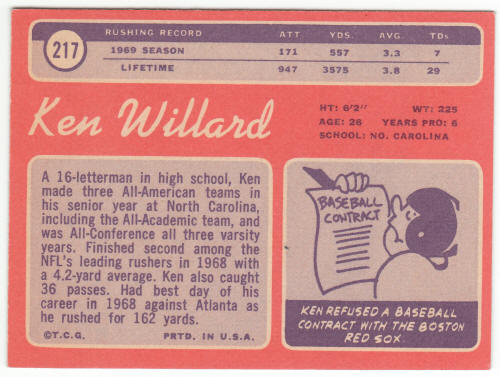 217
RUSHING RECORD ATT. YDS. AVG. TDs
1969 SEASON 171 557 3.3 7
LIFETIME 947 3575 3.8 29
Ken Willard
HT: 6'2" WT: 225
AGE: 26 YEARS PRO: 6
SCHOOL: NO. CAROLINA
A 16-letterman in high school, Ken
made three All-American teams in
his senior year at North Carolina,
including the All-Academic team, and
was All-Conference all three varsity
years. Finished second among the
NFL's leading rushers in 1968 with
a 4.2-yard average. Ken also caught
36 passes. Had best day of his
career in 1968 against Atlanta as
he rushed for 162 yards.
©T.C.G. PRTD. IN U.S.A.
BASEBALL
CONTRACT
KEN REFUSED A BASEBALL
CONTRACT WITH THE BOSTON
RED SOX.